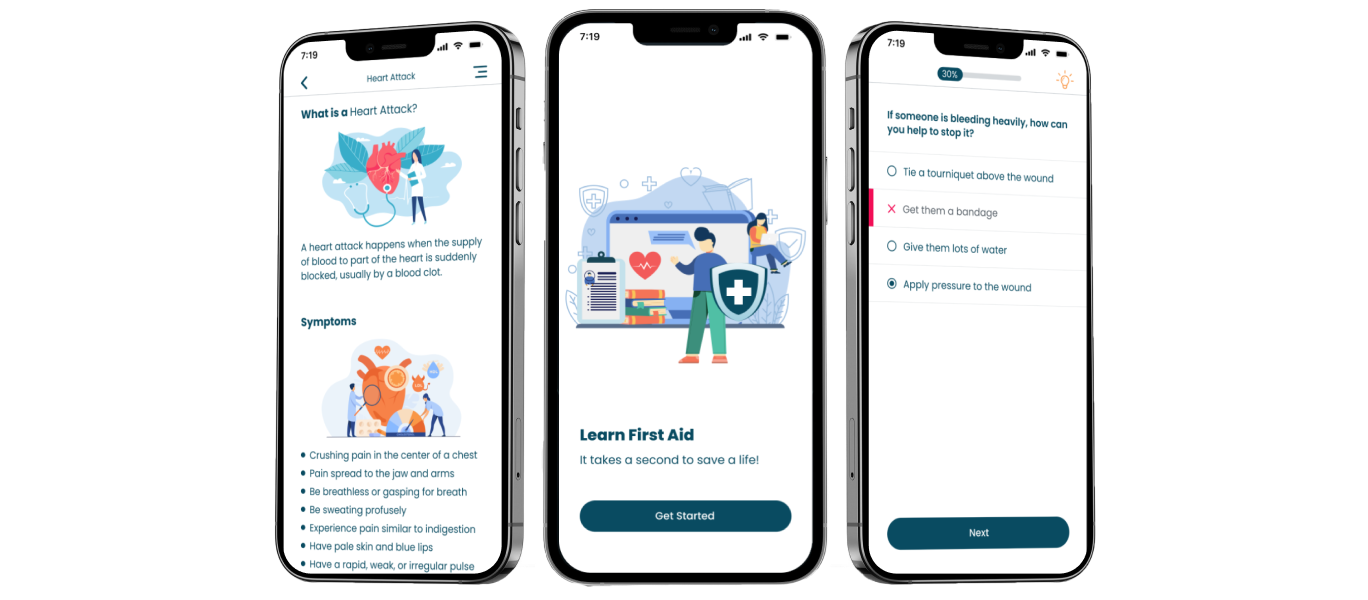 7:19
Heart Attack
What is a Heart Attack?
A heart attack happens when the supply
of blood to part of the heart is suddenly
blocked, usually by a blood clot.
Symptoms
Crushing pain in the center of a chest
Pain spread to the jaw and arms
Be breathless or gasping for breath
Be sweating profusely
Experience pain similar to indigestion
Have pale skin and blue lips
Have a rapid, weak, or irregular pulse
7:19
Learn First Aid
It takes a second to save a life!
Get Started
7:19
30%
If someone is bleeding heavily, how can
you help to stop it?
Tie a tourniquet above the wound
Get them a bandage
Give them lots of water
Apply pressure to the wound
Next